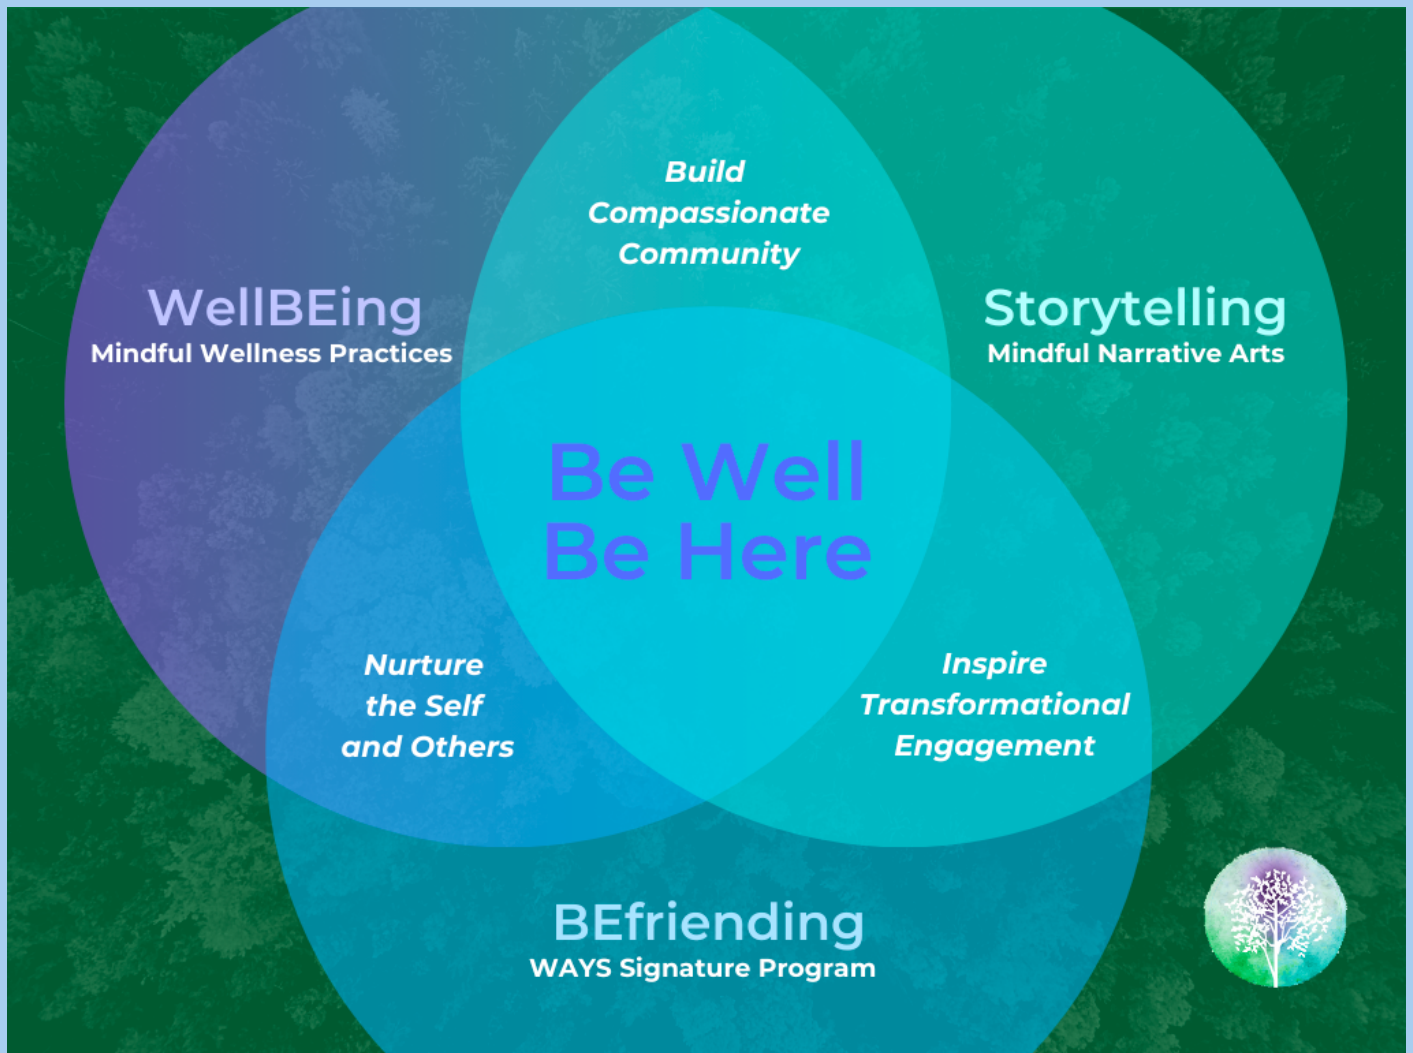 Build
Compassionate
Community
WellBEing
Mindful Wellness Practices
Storytelling
Mindful Narrative Arts
Be Well
Be Here
Nurture
the Self
and Others
Inspire
Transformational
Engagement
BEfriending
WAYS Signature Program